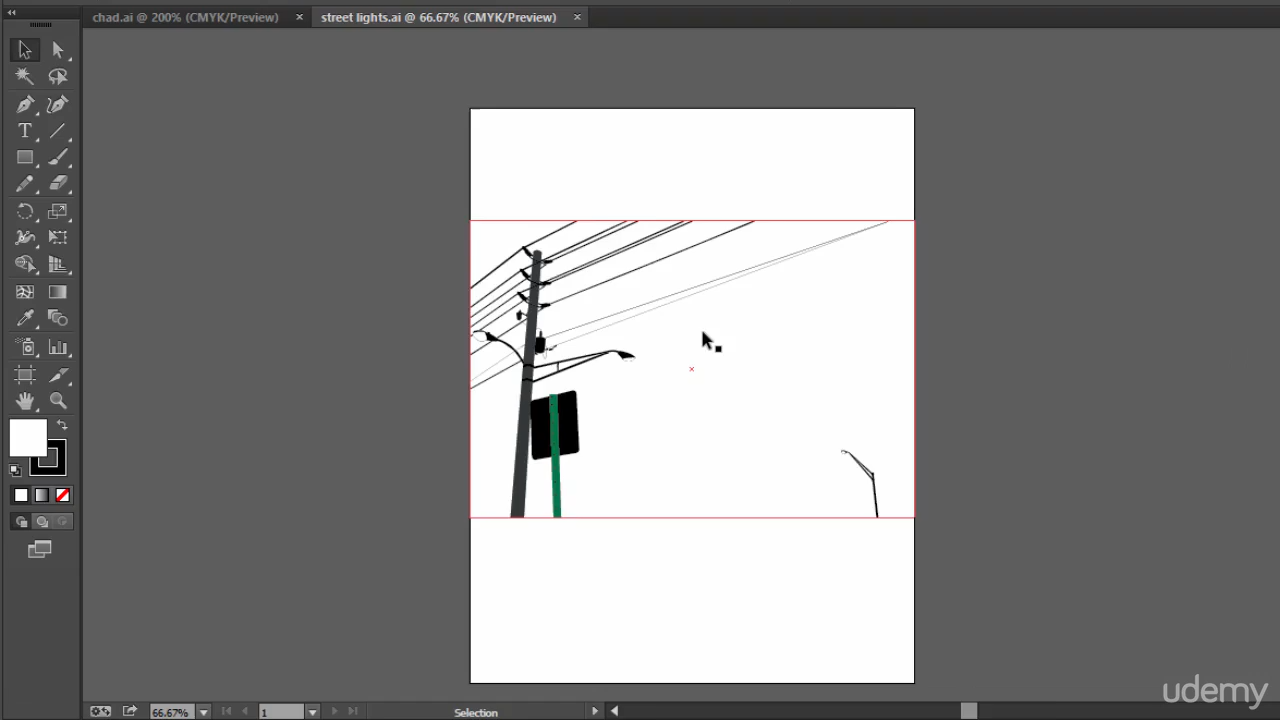 chad.ai @ 200% (CMYK/Preview) ×
street lights.ai @ 66.67% (CMYK/Preview) ×
T
66.67%
1
Selection
udemy